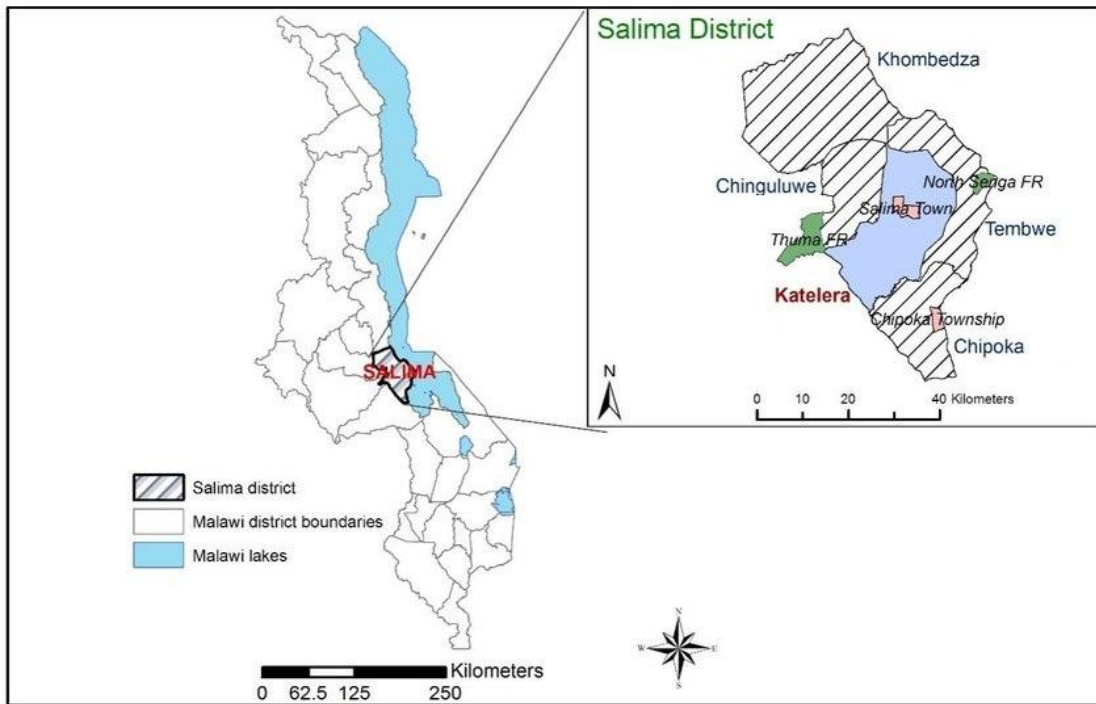 Salima District
Khombedza
Chinguluwe
North Senga FR
Salima Town
Thuma FR
Tembwe
Katelera
Chipoka Township
Chipoka
N
0 10 20 40 Kilometers
SALIMA
Salima district
Malawi district boundaries
Malawi lakes
Kilometers
0 62.5 125 250
N
W E
S